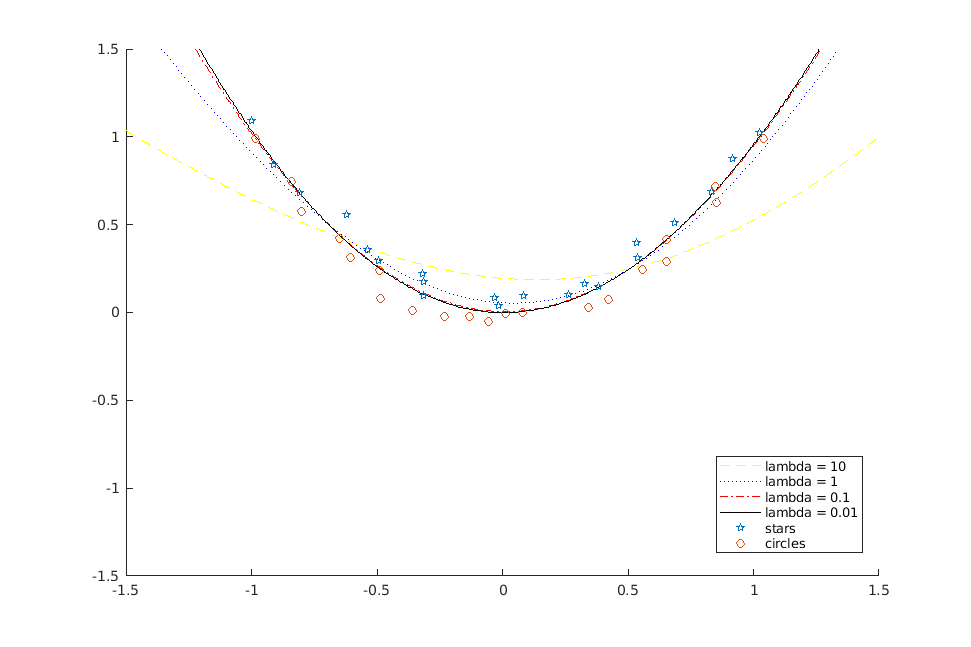 1.5
1
0.5
0
-0.5
-1
-1.5
-1.5
-1
-0.5
0
0.5
1
1.5
lambda = 10
lambda = 1
lambda = 0.1
lambda = 0.01
stars
circles